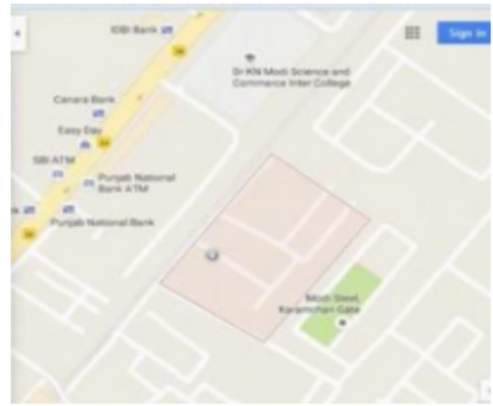 IDBI Bank
Sign in
Dr KN Modi Science and
Commerce Inter College
Canara Bank
Easy Day
SBI ATM
Punjab National
Bank ATM
Punjab National Bank
Modi Steel,
Karamchan Gate